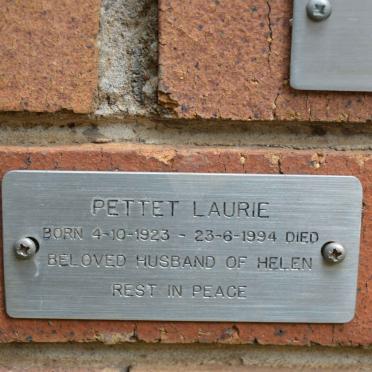 PETTET LAURIE
BORN 4-10-1923 - 23-6-1994 DIED
BELOVED HUSBAND OF HELEN
REST IN PEACE